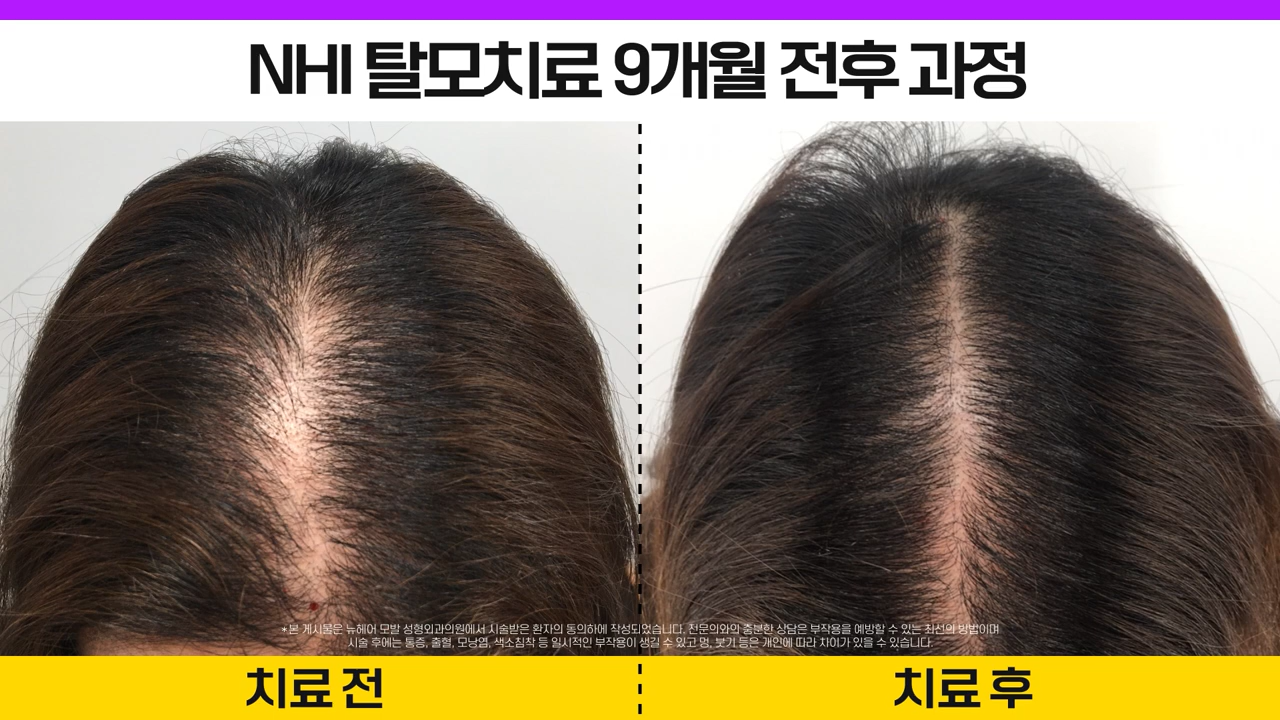 NHI 탈모치료 9개월 전후 과정
*본 게시물은 뉴헤어 모발 성형외과의원에서 시술받은 환자의 동의하에 작성되었습니다. 전문의와의 충분한 상담은 부작용을 예방할 수 있는 최선의 방법이며
시술 후에는 통증, 출혈, 모낭염, 색소침착 등 일시적인 부작용이 생길 수 있고 멍, 붓기 등은 개인에 따라 차이가 있을 수 있습니다.
치료 전
치료 후